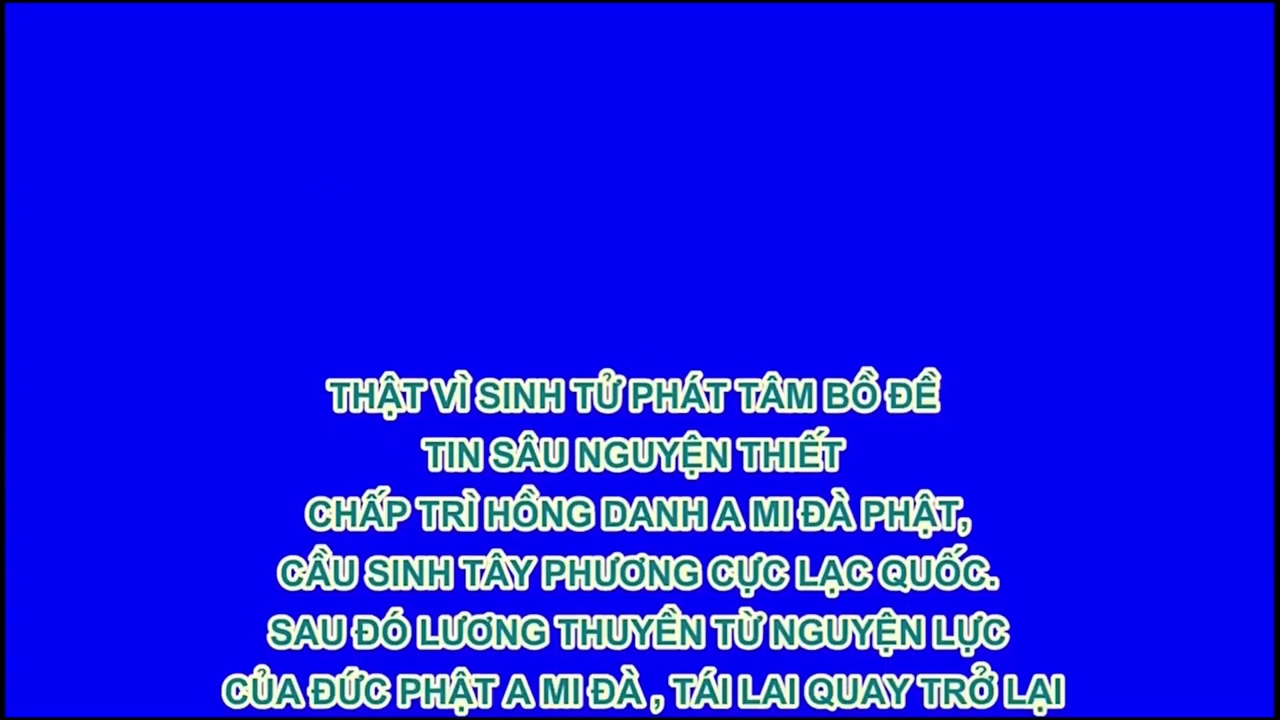 THẬT VÌ SINH TỬ PHÁT TÂM BỒ ĐỀ
TIN SÂU NGUYỆN THIẾT
CHẤP TRÌ HỒNG DANH A MI ĐÀ PHẬT,
CẦU SINH TÂY PHƯƠNG CỰC LẠC QUỐC.
SAU ĐÓ LƯƠNG THUYỀN TỪ NGUYỆN LỰC
CỦA ĐỨC PHẬT A MI ĐÀ , TÁI LAI QUAY TRỞ LẠI